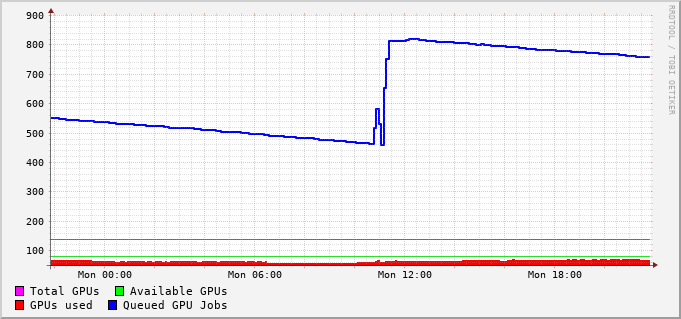 900
800
700
600
500
400
300
200
100
Mon 00:00 Mon 06:00 Mon 12:00 Mon 18:00
Total GPUs Available GPUs
GPUs used Queued GPU Jobs
RRDTOOL / TOBI OETIKER